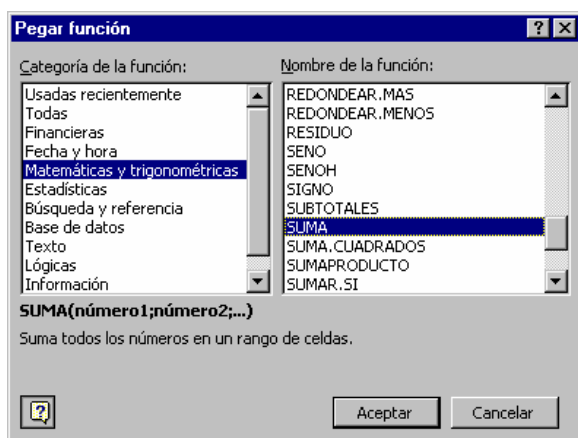 Pegar función
Categoría de la función:
Usadas recientemente
Todas
Financieras
Fecha y hora
Matemáticas y trigonométricas
Estadísticas
Búsqueda y referencia
Base de datos
Texto
Lógicas
Información
Nombre de la función:
REDONDEAR.MAS
REDONDEAR.MENOS
RESIDUO
SENO
SENOH
SIGNO
SUBTOTALES
SUMA
SUMA.CUADRADOS
SUMAPRODUCTO
SUMAR.SI
SUMA(número1;número2;...)
Suma todos los números en un rango de celdas.
Aceptar
Cancelar